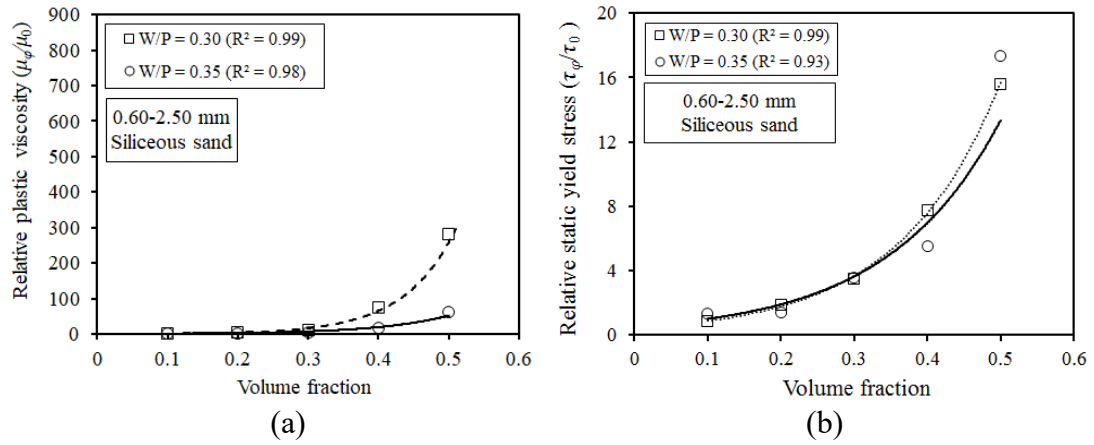 Relative plastic viscosity (μφ/μ0)
900
800
700
600
500
400
300
200
100
0
W/P = 0.30 (R² = 0.99)
W/P = 0.35 (R² = 0.98)
0.60-2.50 mm
Siliceous sand
0 0.1 0.2 0.3 0.4 0.5 0.6
Volume fraction
(a)
Relative static yield stress (τφ/τ0)
20
16
12
8
4
0
W/P = 0.30 (R² = 0.99)
W/P = 0.35 (R² = 0.93)
0.60-2.50 mm
Siliceous sand
0 0.1 0.2 0.3 0.4 0.5 0.6
Volume fraction
(b)